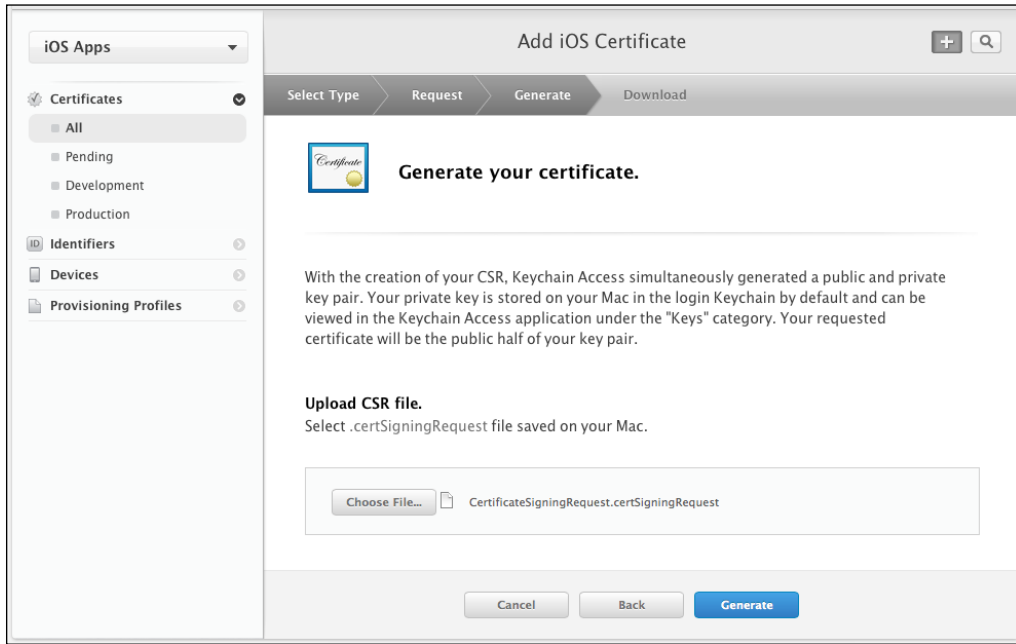 iOS Apps
Add iOS Certificate
Certificates
All
Pending
Development
Production
ID Identifiers
Devices
Provisioning Profiles
Select Type
Request
Generate
Download
Certificate
Generate your certificate.
With the creation of your CSR, Keychain Access simultaneously generated a public and private
key pair. Your private key is stored on your Mac in the login Keychain by default and can be
viewed in the Keychain Access application under the "Keys" category. Your requested
certificate will be the public half of your key pair.
Upload CSR file.
Select .certSigningRequest file saved on your Mac.
Choose File... CertificateSigningRequest.certSigningRequest
Cancel
Back
Generate